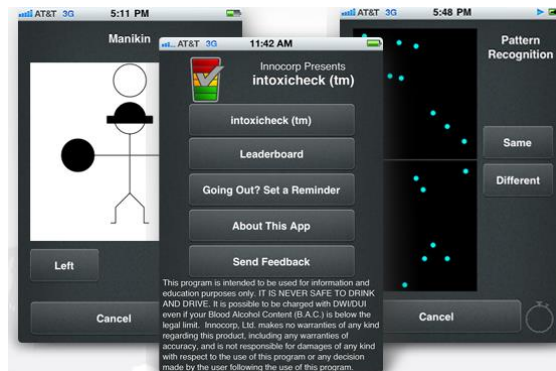 AT&T 3G 5:11 PM
Manikin
Left
Cancel
AT&T 3G 11:42 AM
Innocorp Presents
intoxicheck (tm)
intoxicheck (tm)
Leaderboard
Going Out? Set a Reminder
About This App
Send Feedback
This program is intended to be used for information and
education purposes only. IT IS NEVER SAFE TO DRINK
AND DRIVE. It is possible to be charged with DWI/DUI
even if your Blood Alcohol Content (B.A.C.) is below the
legal limit. Innocorp, Ltd. makes no warranties of any kind
regarding this product, including any warranties of
accuracy, and is not responsible for damages of any kind
with respect to the use of this program or any decision
made by the user following the use of this program.
AT&T 3G 5:48 PM
Pattern
Recognition
Same
Different
Cancel